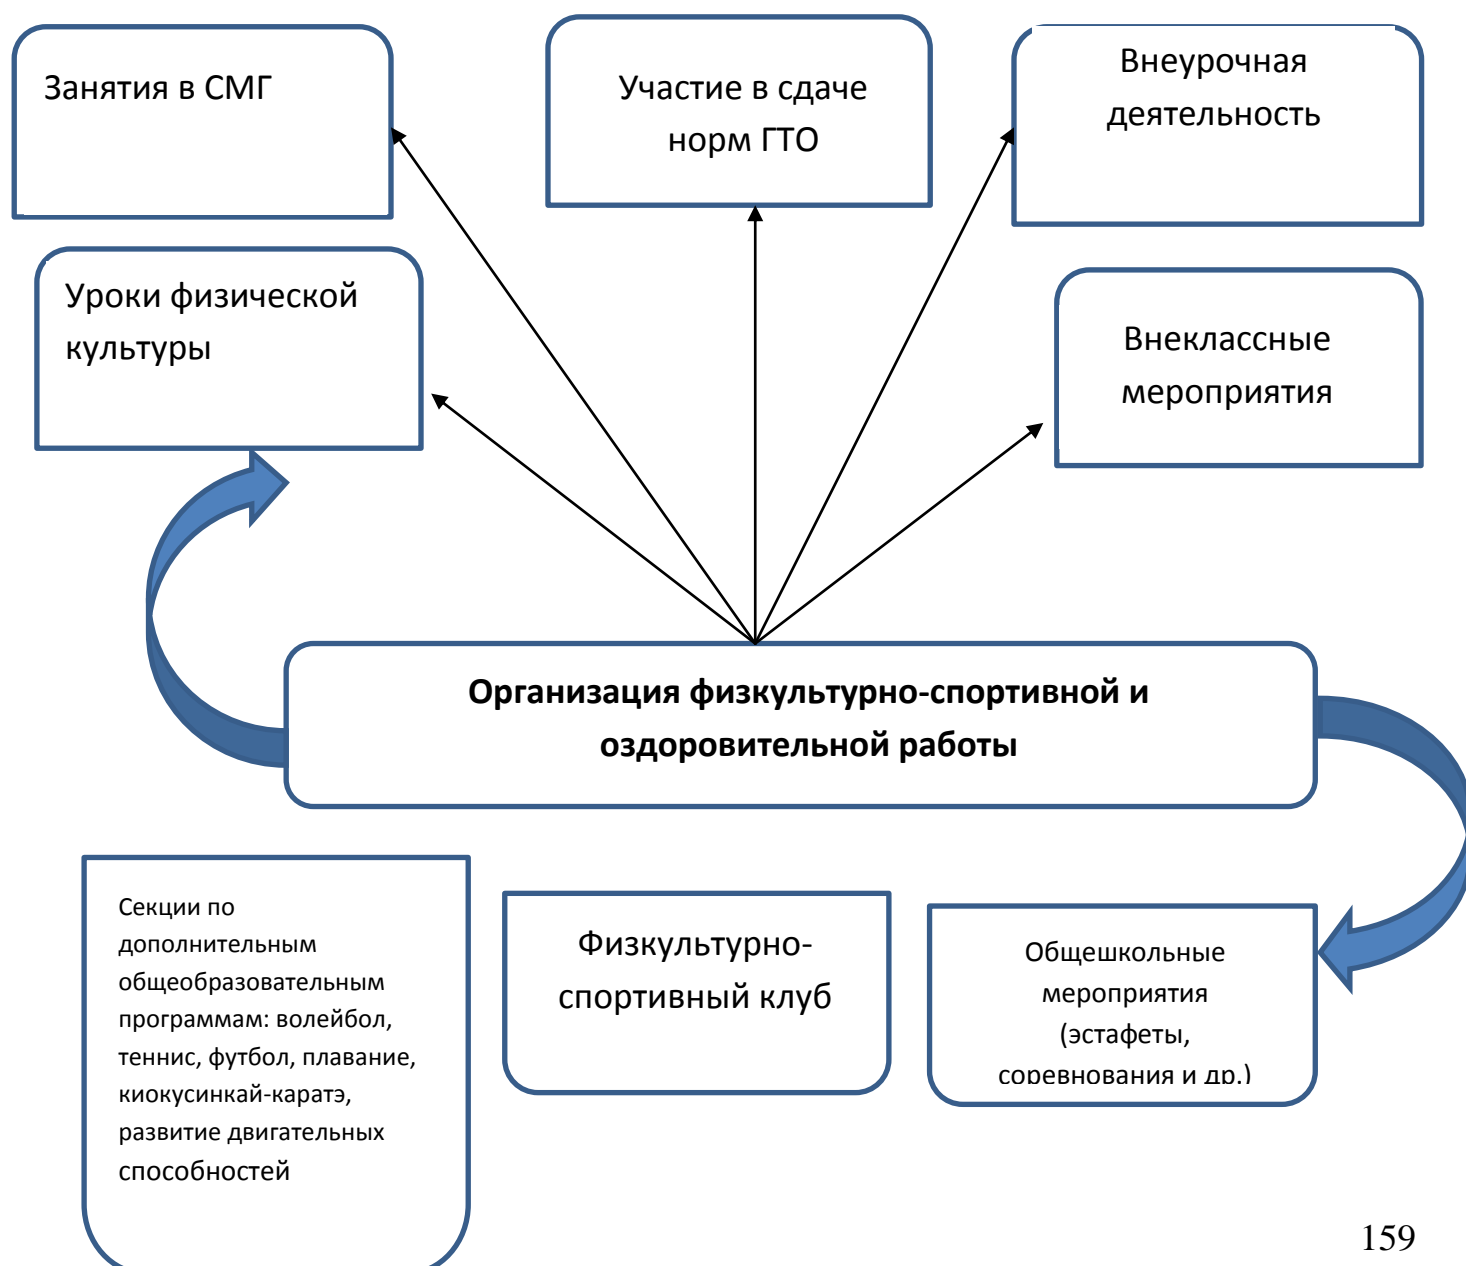 Занятия в СМГ
Участие в сдаче
норм ГТО
Внеурочная
деятельность
Уроки физической
культуры
Внеклассные
мероприятия
Организация физкультурно-спортивной и
оздоровительной работы
Секции по
дополнительным
общеобразовательным
программам: волейбол,
теннис, футбол, плавание,
киокусинкай-каратэ,
развитие двигательных
способностей
Физкультурно-
спортивный клуб
Общешкольные
мероприятия
(эстафеты,
соревнования и др.)
159